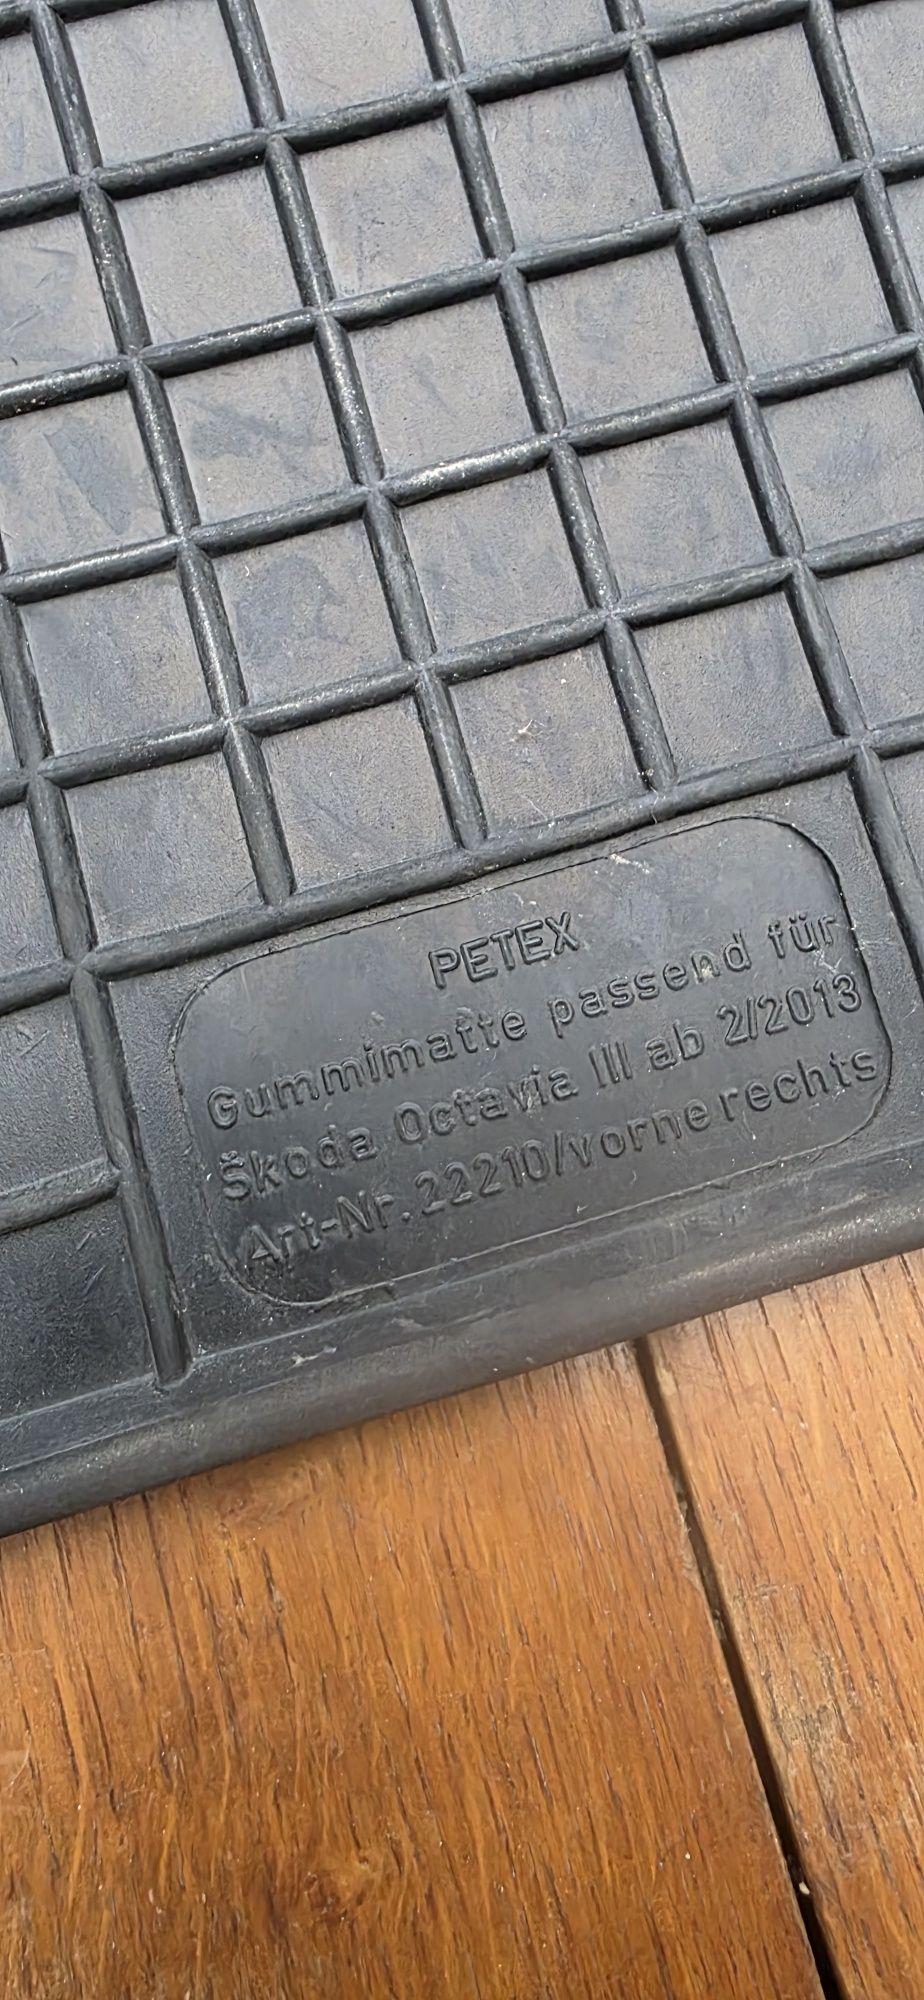 PETEX
Gummimatte passend für
Škoda Octavia III ab 2/2013
Art-Nr. 22210/vorne rechts